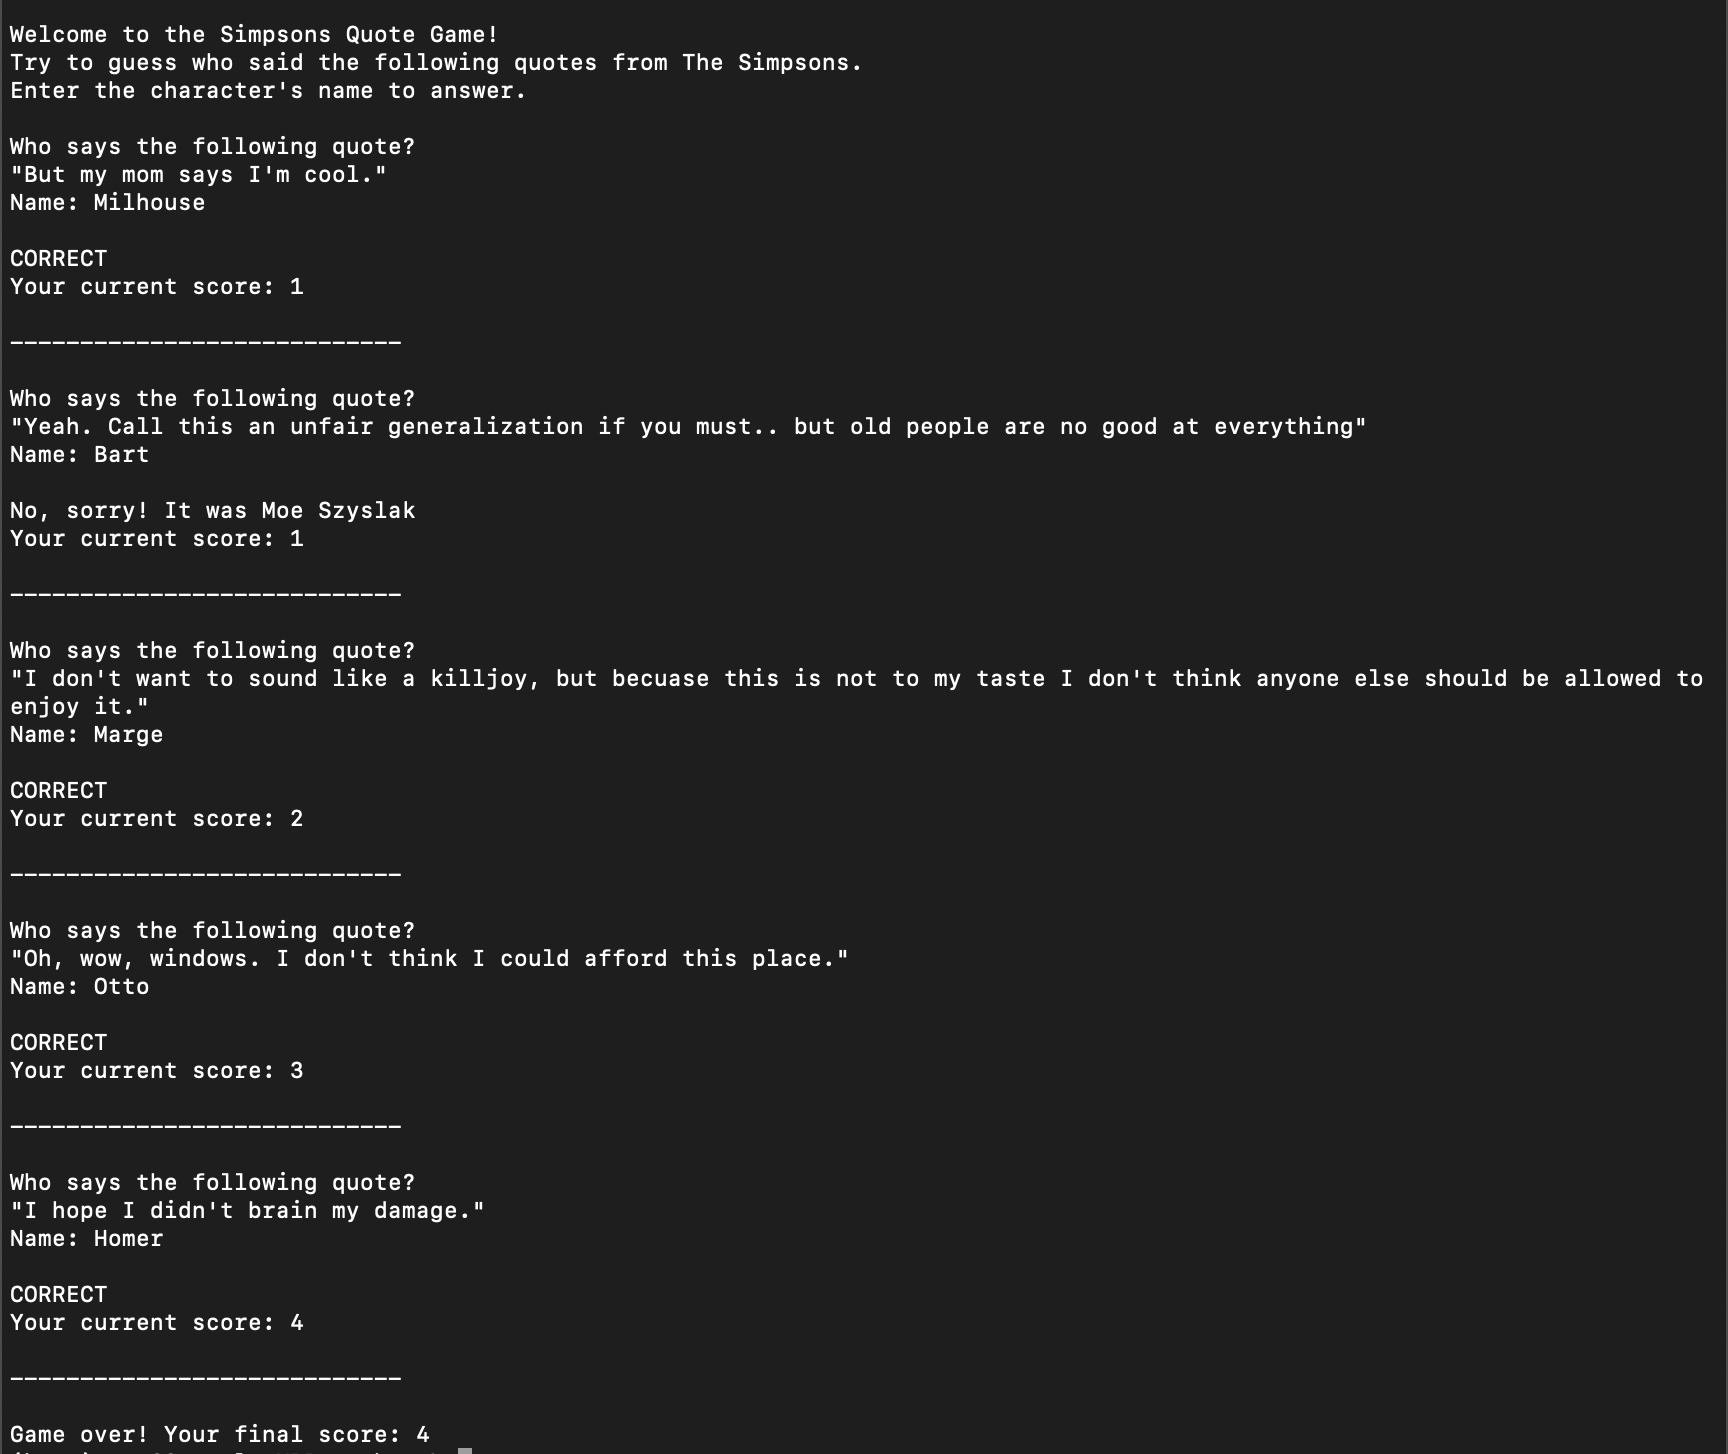 Welcome to the Simpsons Quote Game!
Try to guess who said the following quotes from The Simpsons.
Enter the character's name to answer.
Who says the following quote?
"But my mom says I'm cool."
Name: Milhouse
CORRECT
Your current score: 1
____________________________
Who says the following quote?
"Yeah. Call this an unfair generalization if you must.. but old people are no good at everything"
Name: Bart
No, sorry! It was Moe Szyslak
Your current score: 1
____________________________
Who says the following quote?
"I don't want to sound like a killjoy, but becuase this is not to my taste I don't think anyone else should be allowed to
enjoy it."
Name: Marge
CORRECT
Your current score: 2
____________________________
Who says the following quote?
"Oh, wow, windows. I don't think I could afford this place."
Name: Otto
CORRECT
Your current score: 3
____________________________
Who says the following quote?
"I hope I didn't brain my damage."
Name: Homer
CORRECT
Your current score: 4
____________________________
Game over! Your final score: 4